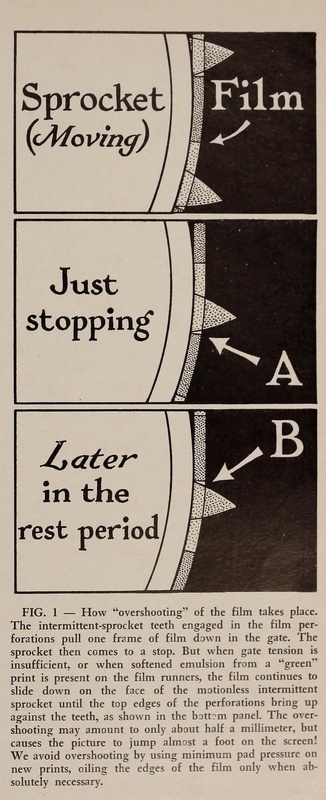 Sprocket
(Moving)
Film
Just
stopping
A
Later
in the
rest period
B
FIG. 1 — How “overshooting” of the film takes place.
The intermittent-sprocket teeth engaged in the film per-
forations pull one frame of film down in the gate. The
sprocket then comes to a stop. But when gate tension is
insufficient, or when softened emulsion from a “green”
print is present on the film runners, the film continues to
slide down on the face of the motionless intermittent
sprocket until the top edges of the perforations bring up
against the teeth, as shown in the bottom panel. The over-
shooting may amount to only about half a millimeter, but
causes the picture to jump almost a foot on the screen!
We avoid overshooting by using minimum pad pressure on
new prints, oiling the edges of the film only when ab-
solutely necessary.